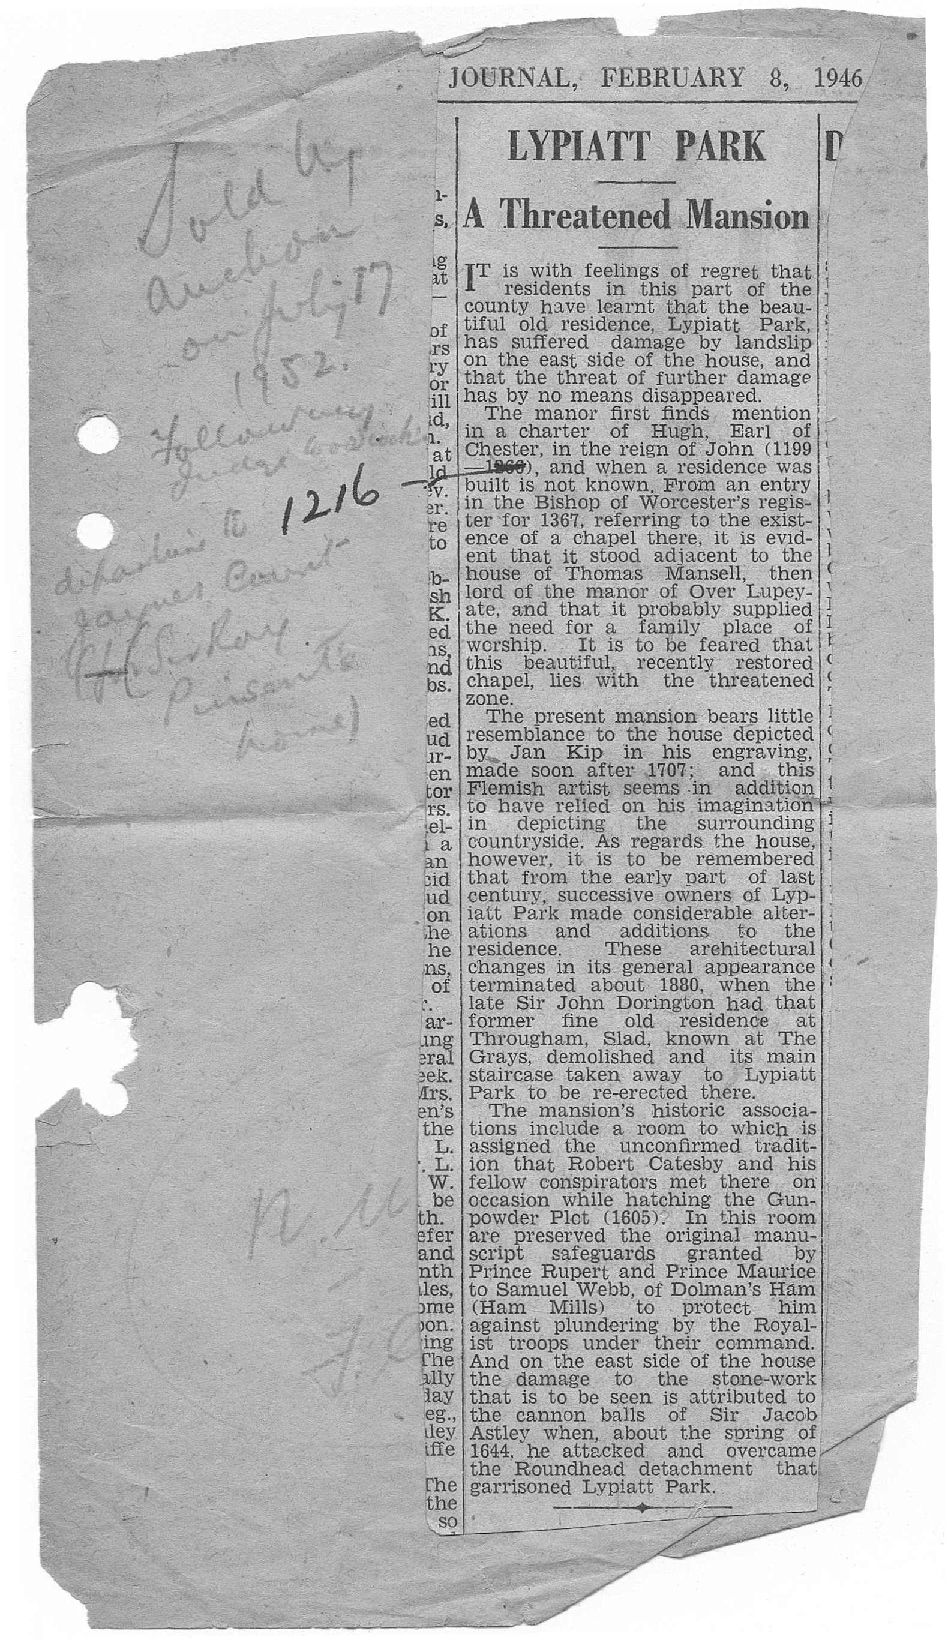 JOURNAL, FEBRUARY 8, 1946
LYPIATT PARK
A Threatened Mansion
IT is with feelings of regret that
residents in this part of the
county have learnt that the beau-
tiful old residence, Lypiatt Park,
has suffered damage by landslip
on the east side of the house, and
that the threat of further damage
has by no means disappeared.
The manor first finds mention
in a charter of Hugh, Earl of
Chester, in the reign of John (1199
—1260), and when a residence was
built is not known. From an entry
in the Bishop of Worcester's regis-
ter for 1367, referring to the exist-
ence of a chapel there, it is evid-
ent that it stood adjacent to the
house of Thomas Mansell, then
lord of the manor of Over Lupey-
ate, and that it probably supplied
the need for a family place of
worship. It is to be feared that
this beautiful, recently restored
chapel, lies with the threatened
zone.
The present mansion bears little
resemblance to the house depicted
by Jan Kip in his engraving,
made soon after 1707; and this
Flemish artist seems in addition
to have relied on his imagination
in depicting the surrounding
countryside. As regards the house,
however, it is to be remembered
that from the early part of last
century, successive owners of Lyp-
iatt Park made considerable alter-
ations and additions to the
residence. These architectural
changes in its general appearance
terminated about 1880, when the
late Sir John Dorington had that
former fine old residence at
Througham, Slad, known at The
Grays, demolished and its main
staircase taken away to Lypiatt
Park to be re-erected there.
The mansion's historic associa-
tions include a room to which is
assigned the unconfirmed tradit-
ion that Robert Catesby and his
fellow conspirators met there on
occasion while hatching the Gun-
powder Plot (1605). In this room
are preserved the original manu-
script safeguards granted by
Prince Rupert and Prince Maurice
to Samuel Webb, of Dolman's Ham
(Ham Mills) to protect him
against plundering by the Royal-
ist troops under their command.
And on the east side of the house
the damage to the stone-work
that is to be seen is attributed to
the cannon balls of Sir Jacob
Astley when, about the spring of
1644, he attacked and overcame
the Roundhead detachment that
garrisoned Lypiatt Park.
Sold by
auction
on July 17
1952.
Following
Judge Woodcock's
1216
departure to
Jaynes Court
home)